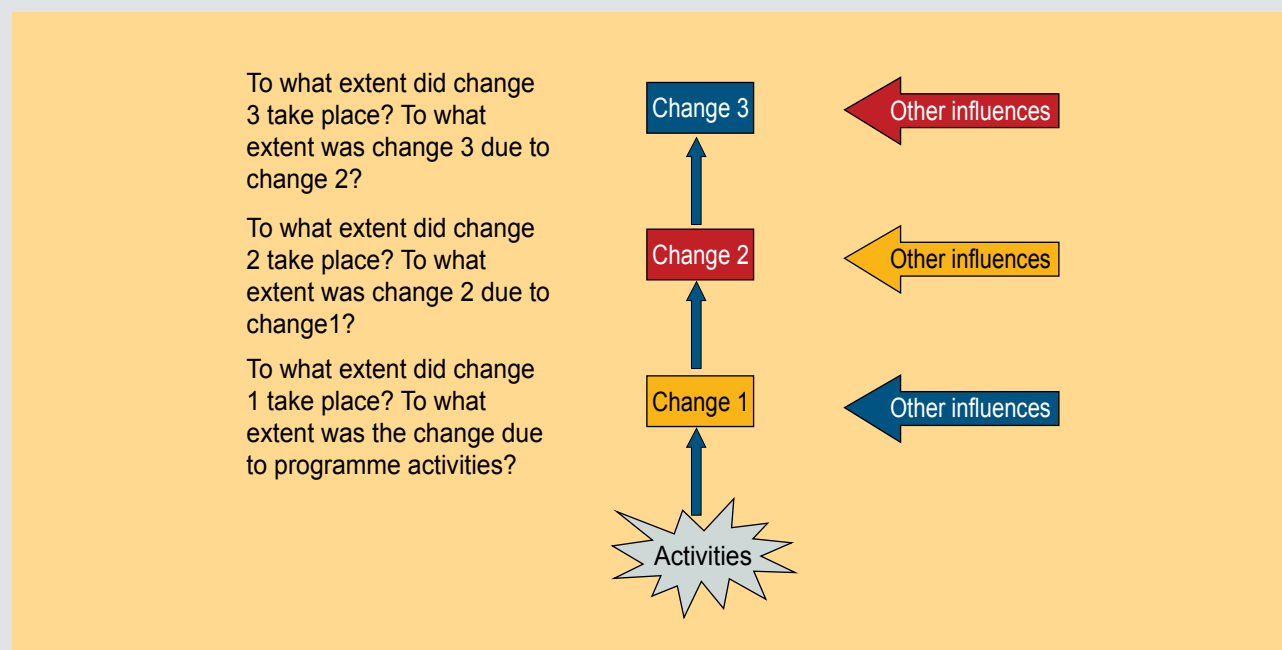 To what extent did change
3 take place? To what
extent was change 3 due to
change 2?
Change 3
Other influences
To what extent did change
2 take place? To what
extent was change 2 due to
change1?
Change 2
Other influences
To what extent did change
1 take place? To what
extent was the change due
to programme activities?
Change 1
Other influences
Activities